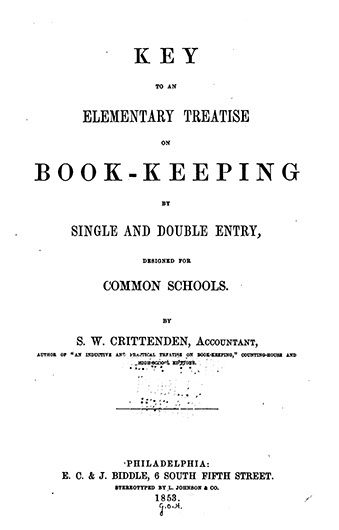 KEY
TO AN
ELEMENTARY TREATISE
ON
BOOK-KEEPING
BY
SINGLE AND DOUBLE ENTRY,
DESIGNED FOR
COMMON SCHOOLS.
BY
S. W. CRITTENDEN, ACCOUNTANT,
AUTHOR OF "AN INDUCTIVE AND PRACTICAL TREATISE ON BOOK-KEEPING," COUNTING-HOUSE AND
HIGH-SCHOOL EDITIONS.
PHILADELPHIA:
E. C. & J. BIDDLE, 6 SOUTH FIFTH STREET.
STEREOTYPED BY L. JOHNSON & CO.
1853.
G.O.H.